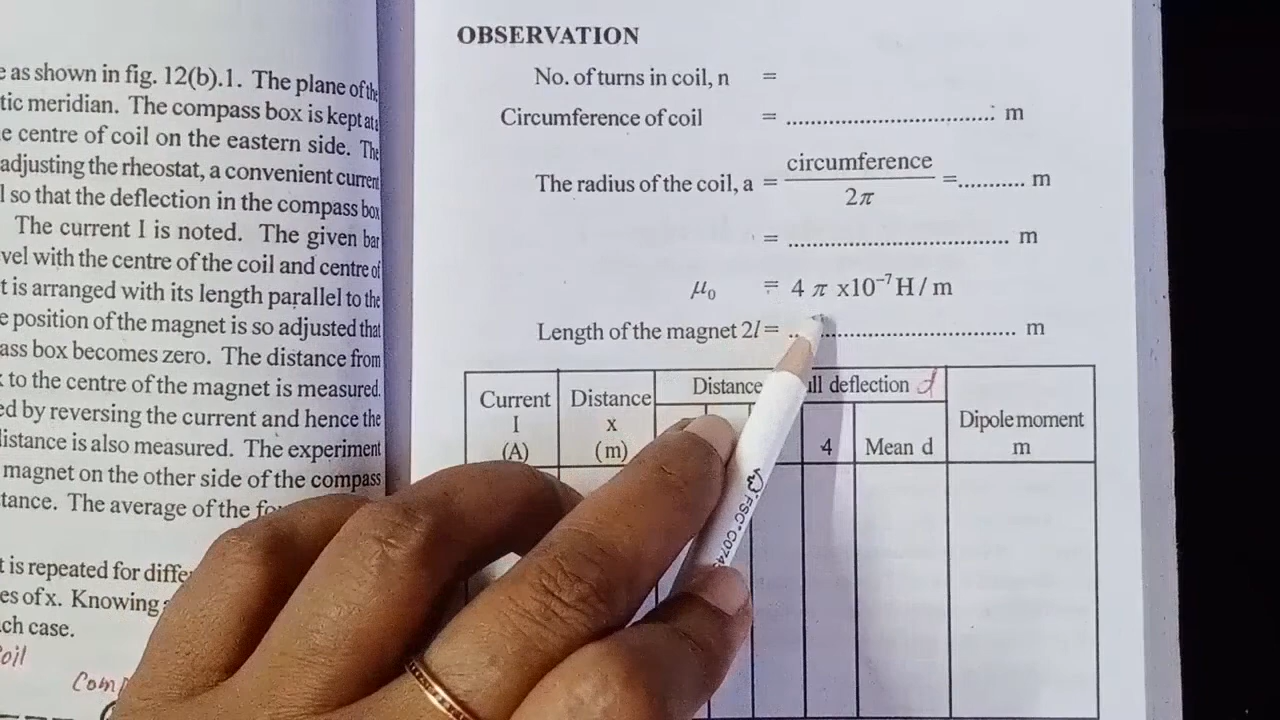 e as shown in fig. 12(b).1. The plane of the
tic meridian. The compass box is kept at a
e centre of coil on the eastern side. The
adjusting the rheostat, a convenient current
l so that the deflection in the compass box
The current I is noted. The given bar
vel with the centre of the coil and centre of
t is arranged with its length parallel to the
e position of the magnet is so adjusted that
ass box becomes zero. The distance from
to the centre of the magnet is measured.
ed by reversing the current and hence the
distance is also measured. The experiment
magnet on the other side of the compass
tance. The average of the fo
t is repeated for diffe
es of x. Knowing
ch case.
oil
Comp
OBSERVATION
No. of turns in coil, n =
Circumference of coil = .................................. m
The radius of the coil, a = circumference / 2π = ........... m
= .................................. m
μ₀ = 4 π x10⁻⁷ H / m
Length of the magnet 2l = .................................. m
Current I (A) Distance x (m) Distance ll deflection d Dipole moment m
4 Mean d
FSC C074